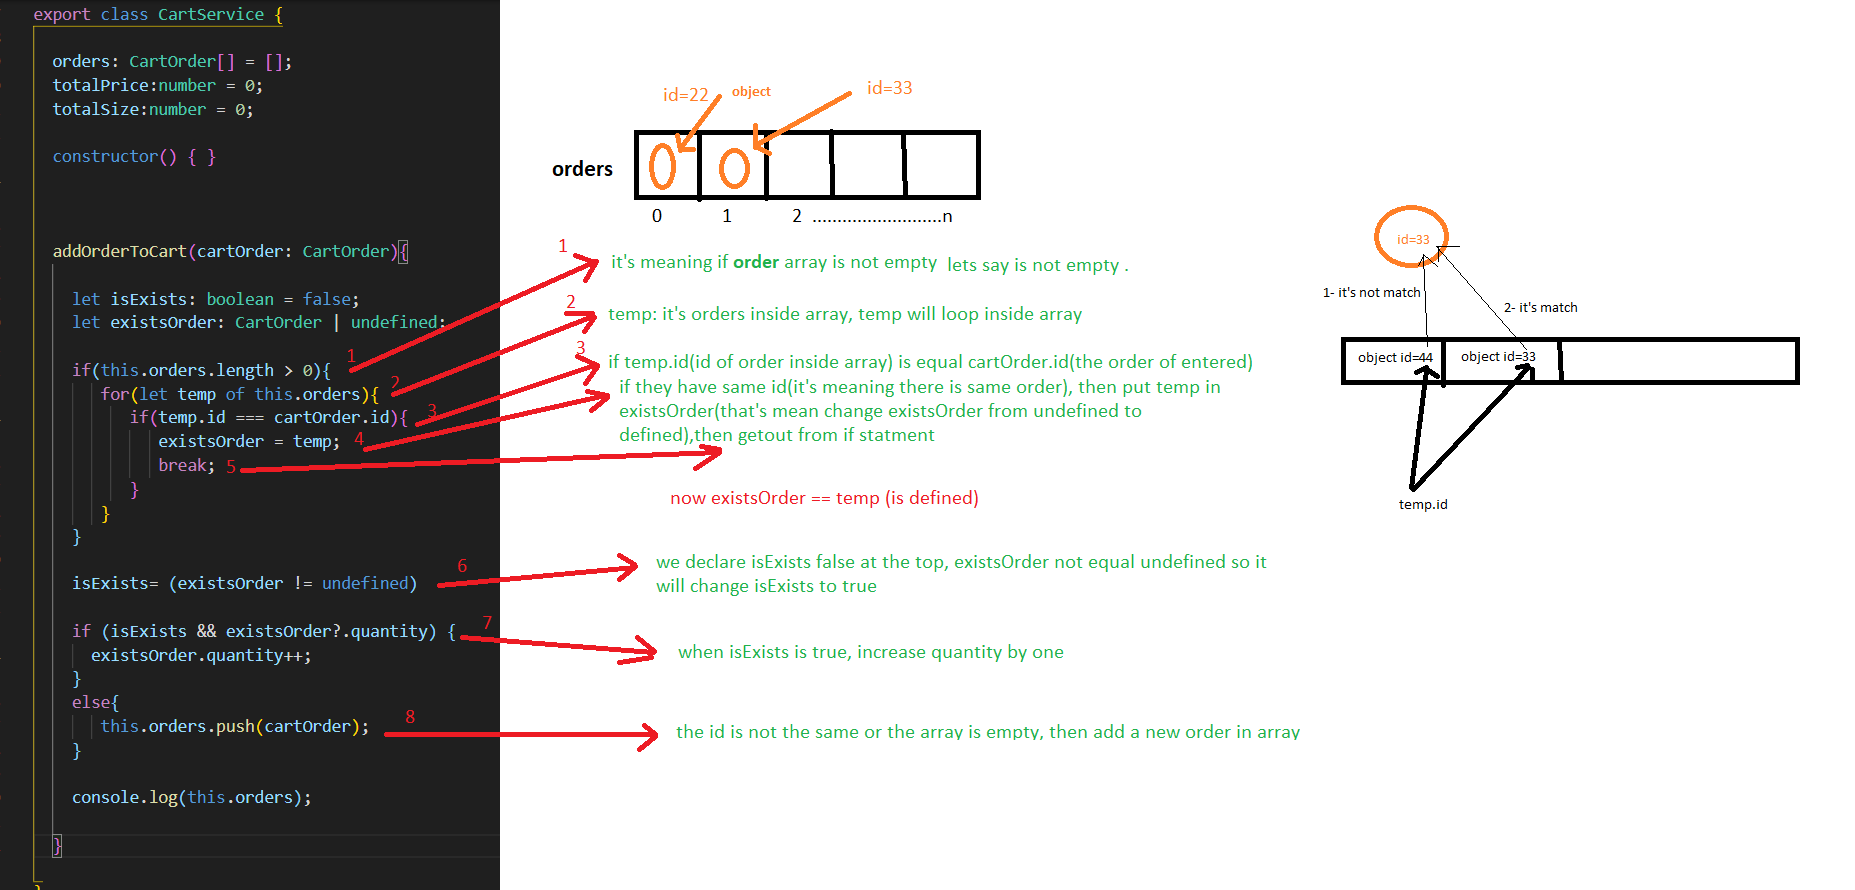 export class CartService {
orders: CartOrder[] = [];
totalPrice:number = 0;
totalSize:number = 0;
constructor() { }
addOrderToCart(cartOrder: CartOrder){
let isExists: boolean = false;
let existsOrder: CartOrder | undefined;
if(this.orders.length > 0){ 1
for(let temp of this.orders){ 2
if(temp.id === cartOrder.id){ 3
existsOrder = temp; 4
break; 5
}
}
}
isExists= (existsOrder != undefined) 6
if (isExists && existsOrder?.quantity) { 7
existsOrder.quantity++;
}
else{
this.orders.push(cartOrder); 8
}
console.log(this.orders);
}
}
id=22 object id=33
orders
0 1 2 ..........................n
1 it's meaning if order array is not empty lets say is not empty .
2
temp: it's orders inside array, temp will loop inside array
3
if temp.id(id of order inside array) is equal cartOrder.id(the order of entered)
if they have same id(it's meaning there is same order), then put temp in
existsOrder(that's mean change existsOrder from undefined to
defined),then getout from if statment
now existsOrder == temp (is defined)
we declare isExists false at the top, existsOrder not equal undefined so it
will change isExists to true
when isExists is true, increase quantity by one
the id is not the same or the array is empty, then add a new order in array
id=33
1- it's not match
2- it's match
object id=44 object id=33
temp.id